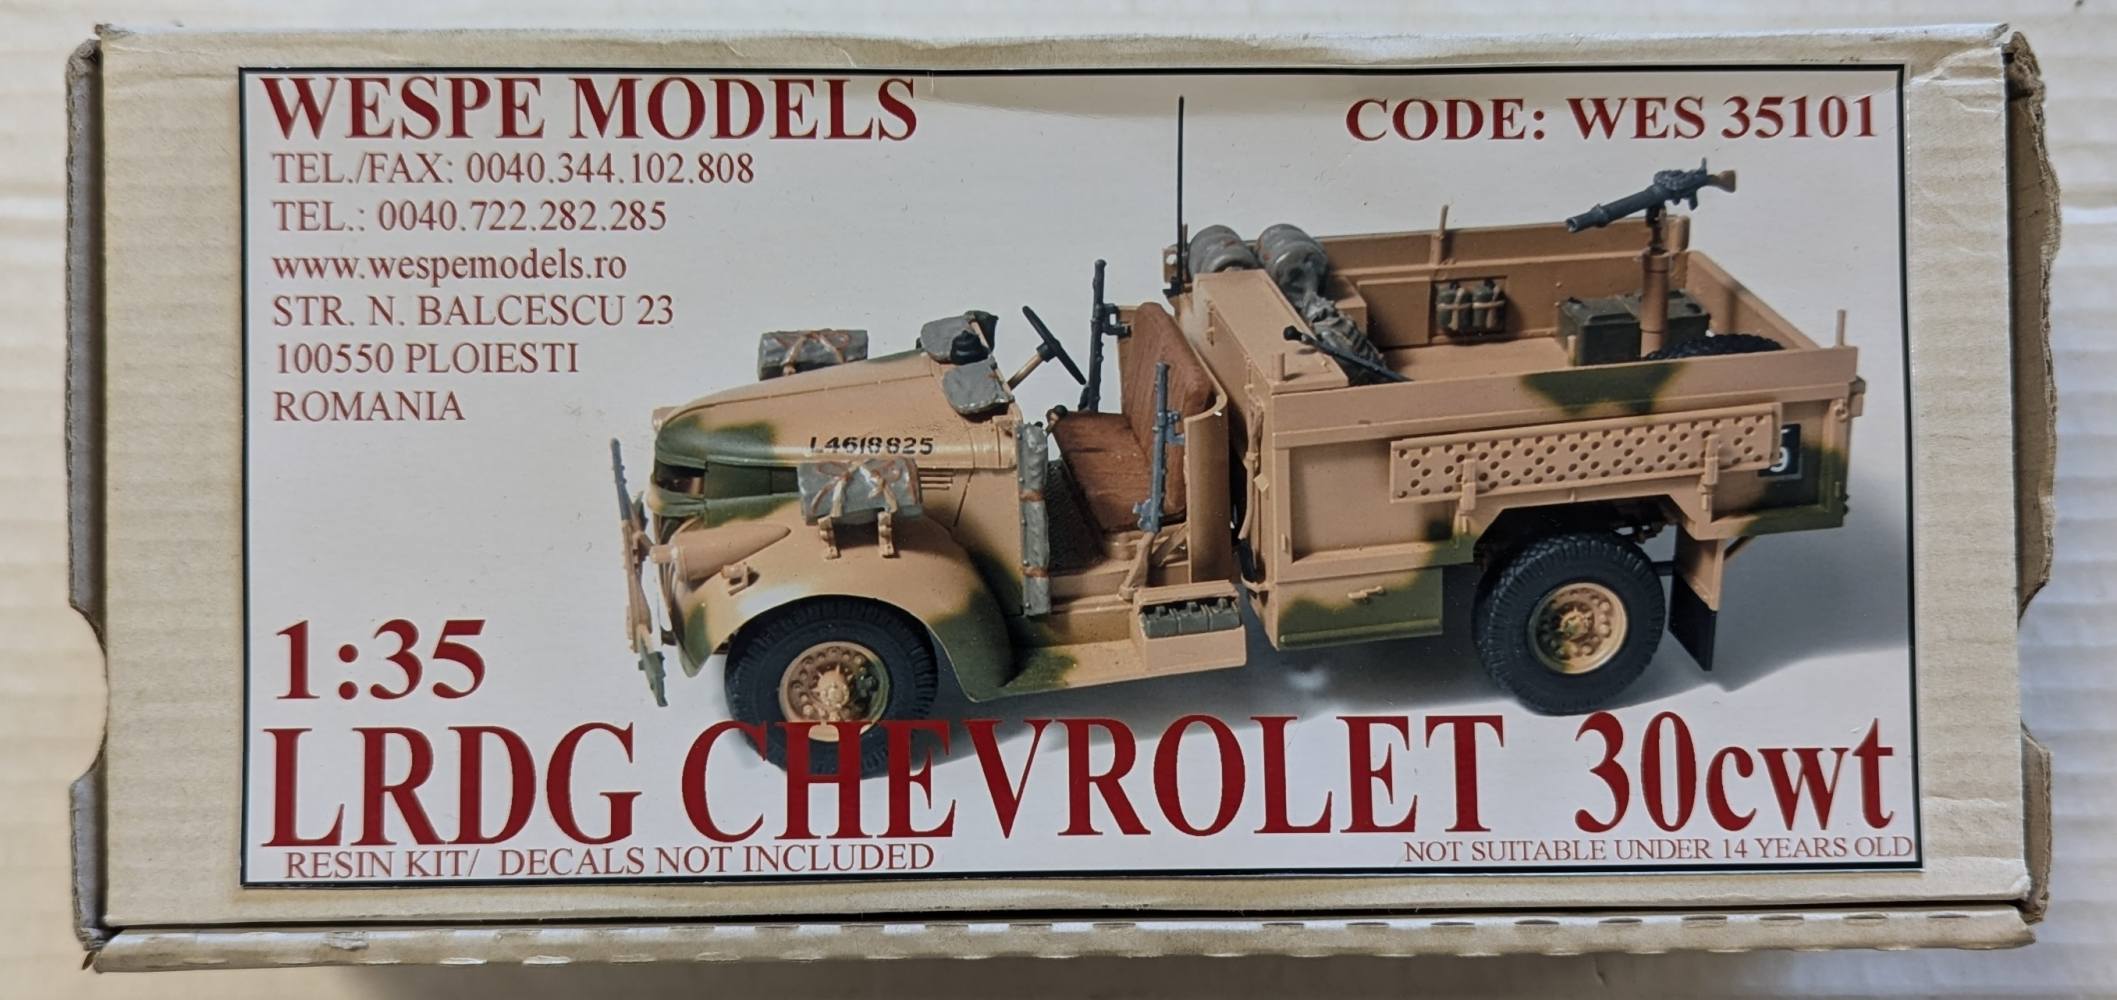 WESPE MODELS
CODE: WES 35101
TEL./FAX: 0040.344.102.808
TEL.: 0040.722.282.285
www.wespemodels.ro
STR. N. BALCESCU 23
100550 PLOIESTI
ROMANIA
L4618825
9
1:35
LRDG CHEVROLET 30cwt
RESIN KIT/ DECALS NOT INCLUDED
NOT SUITABLE UNDER 14 YEARS OLD